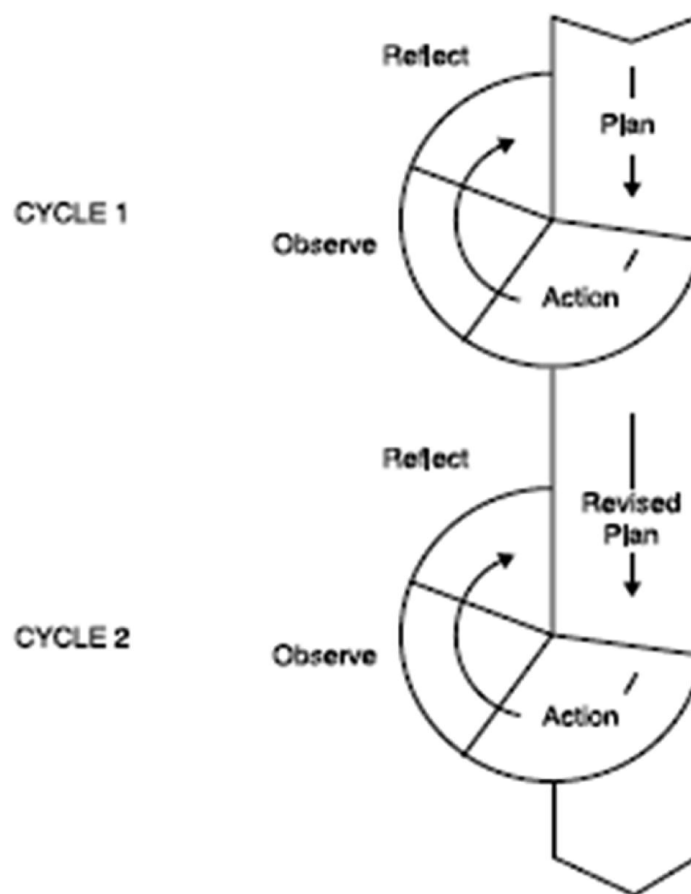 Reflect
Plan
CYCLE 1
Observe
Action
Reflect
Revised
Plan
CYCLE 2
Observe
Action